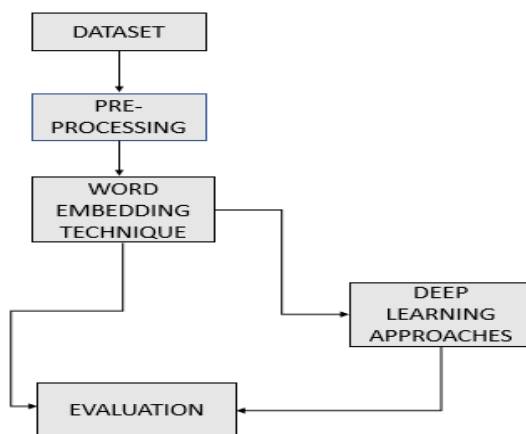 DATASET
PRE-
PROCESSING
WORD
EMBEDDING
TECHNIQUE
DEEP
LEARNING
APPROACHES
EVALUATION